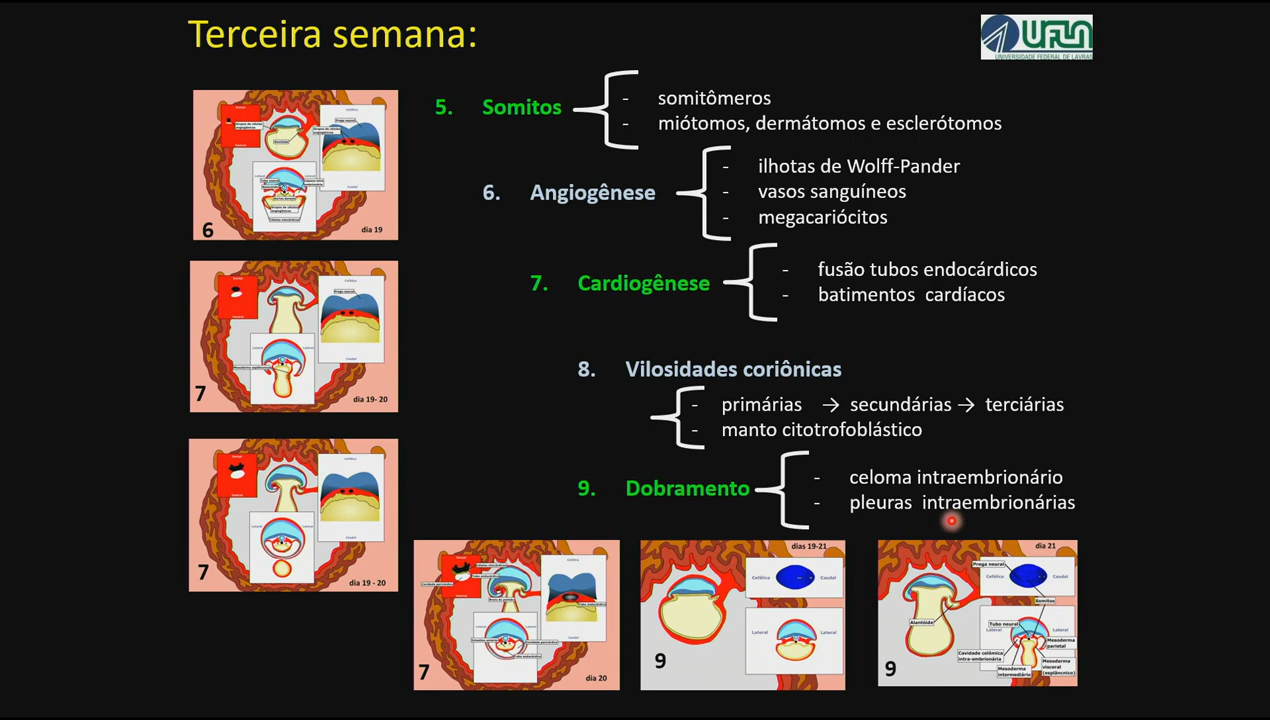 Terceira semana:
UFLA
UNIVERSIDADE FEDERAL DE LAVRAS
5. Somitos
- somitômeros
- miótomos, dermátomos e esclerótomos
6. Angiogênese
- ilhotas de Wolff-Pander
- vasos sanguíneos
- megacariócitos
7. Cardiogênese
- fusão tubos endocárdicos
- batimentos cardíacos
8. Vilosidades coriônicas
- primárias → secundárias → terciárias
- manto citotrofoblástico
9. Dobramento
- celoma intraembrionário
- pleuras intraembrionárias
6
dia 19
7
dia 19- 20
7
dia 19 - 20
7
dia 20
dias 19-21
Cefálica
Caudal
Lateral
Lateral
9
dia 21
Prega neural
Cefálica
Caudal
Somitos
Alantóide
Tubo neural
Lateral
Lateral
Mesoderma
parietal
Cavidade celômica
intra-embrionária
Mesoderma
intermediário
Mesoderma
visceral
(esplâncnico)
9